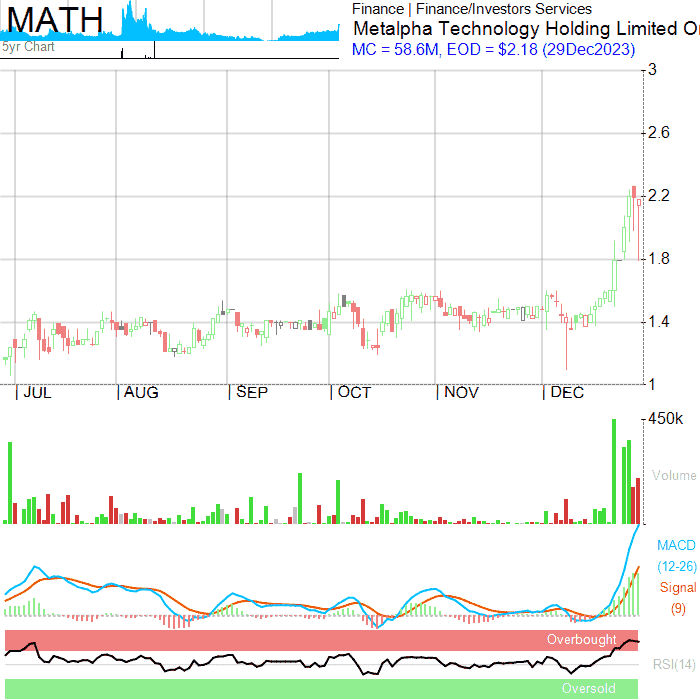 MATH
5yr Chart
Finance | Finance/Investors Services
Metalpha Technology Holding Limited Or
MC = 58.6M, EOD = $2.18 (29Dec2023)
3
2.6
2.2
1.8
1.4
1
JUL AUG SEP OCT NOV DEC
450k
Volume
MACD
(12-26)
Signal
(9)
Overbought
RSI(14)
Oversold